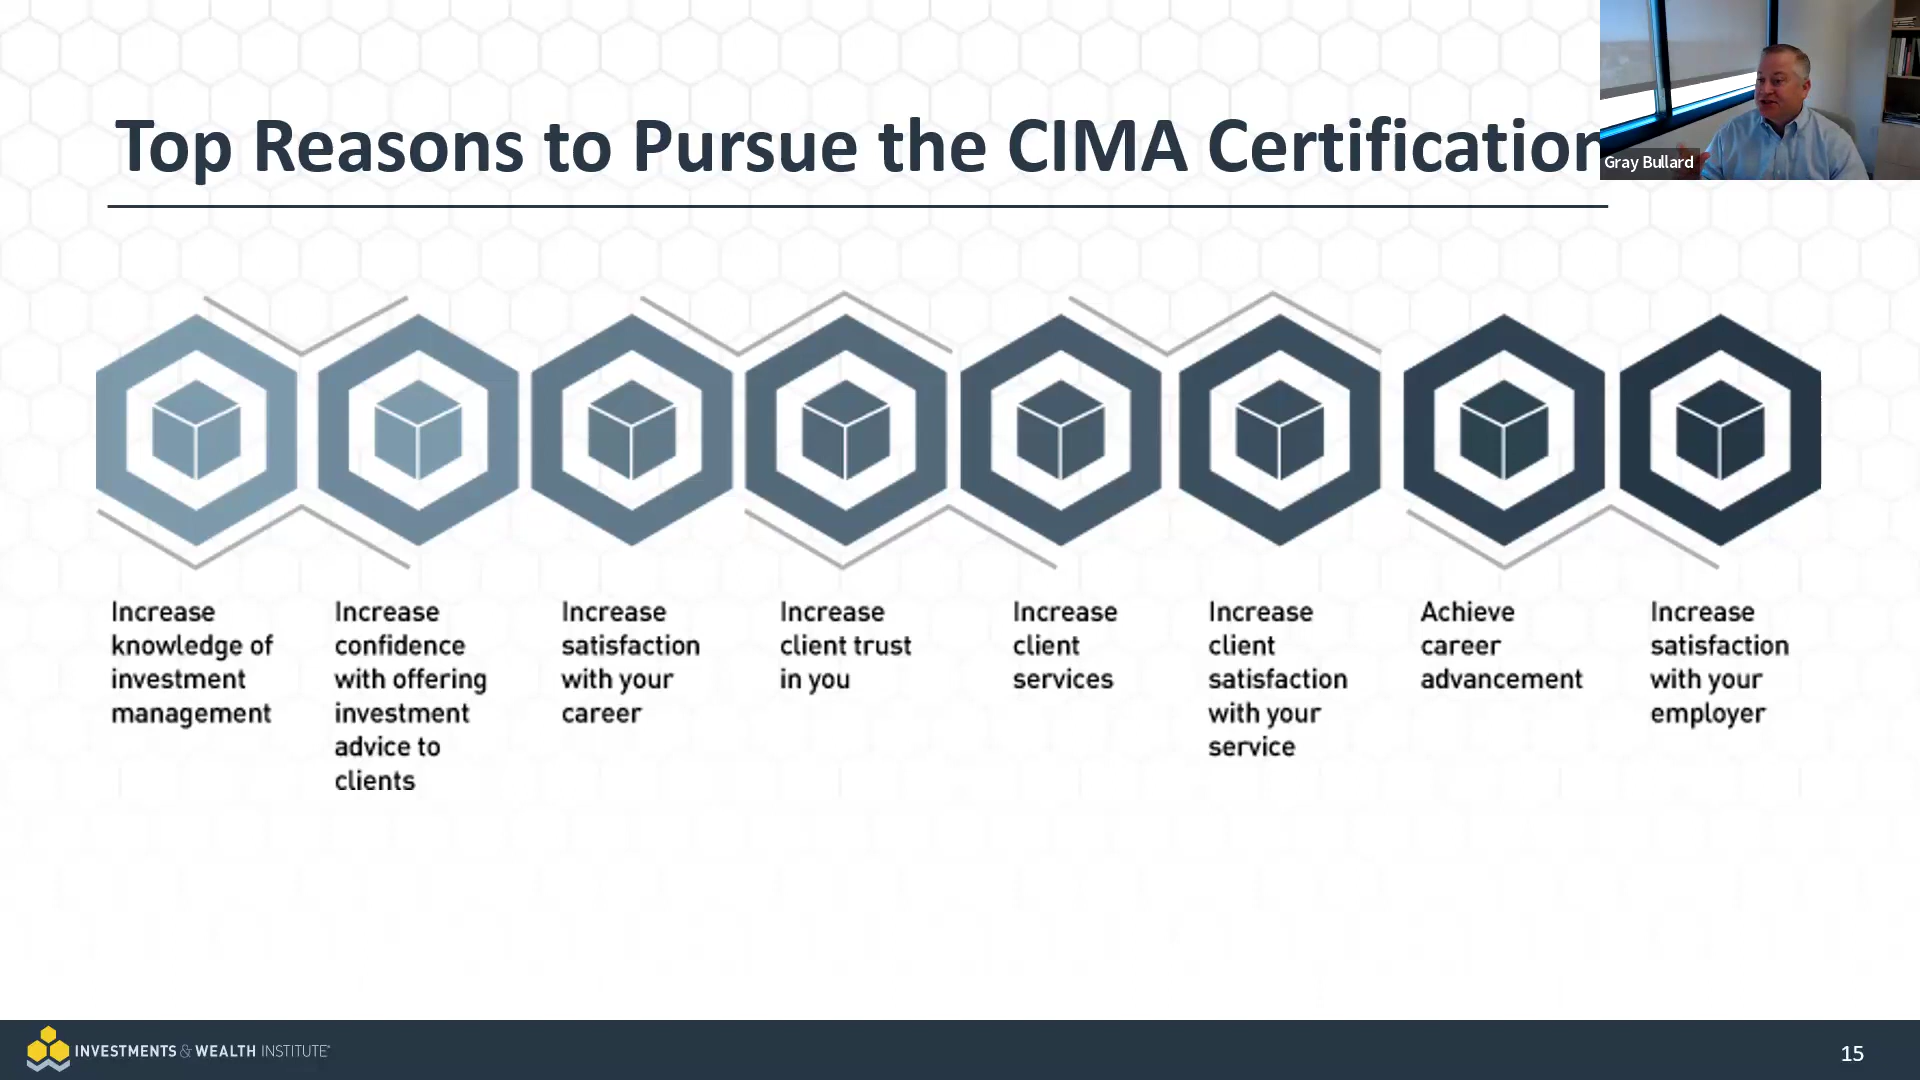 Top Reasons to Pursue the CIMA Certification
Gray Bullard
Increase
knowledge of
investment
management
Increase
confidence
with offering
investment
advice to
clients
Increase
satisfaction
with your
career
Increase
client trust
in you
Increase
client
services
Increase
client
satisfaction
with your
service
Achieve
career
advancement
Increase
satisfaction
with your
employer
INVESTMENTS & WEALTH INSTITUTE®
15